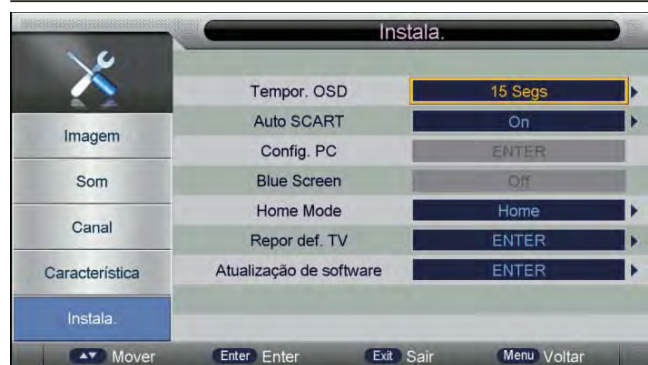 Instala.
Tempor. OSD 15 Segs
Auto SCART On
Config. PC ENTER
Blue Screen Off
Home Mode Home
Repor def. TV ENTER
Atualização de software ENTER
Imagem
Som
Canal
Característica
Instala.
Mover Enter Enter Exit Sair Menu Voltar